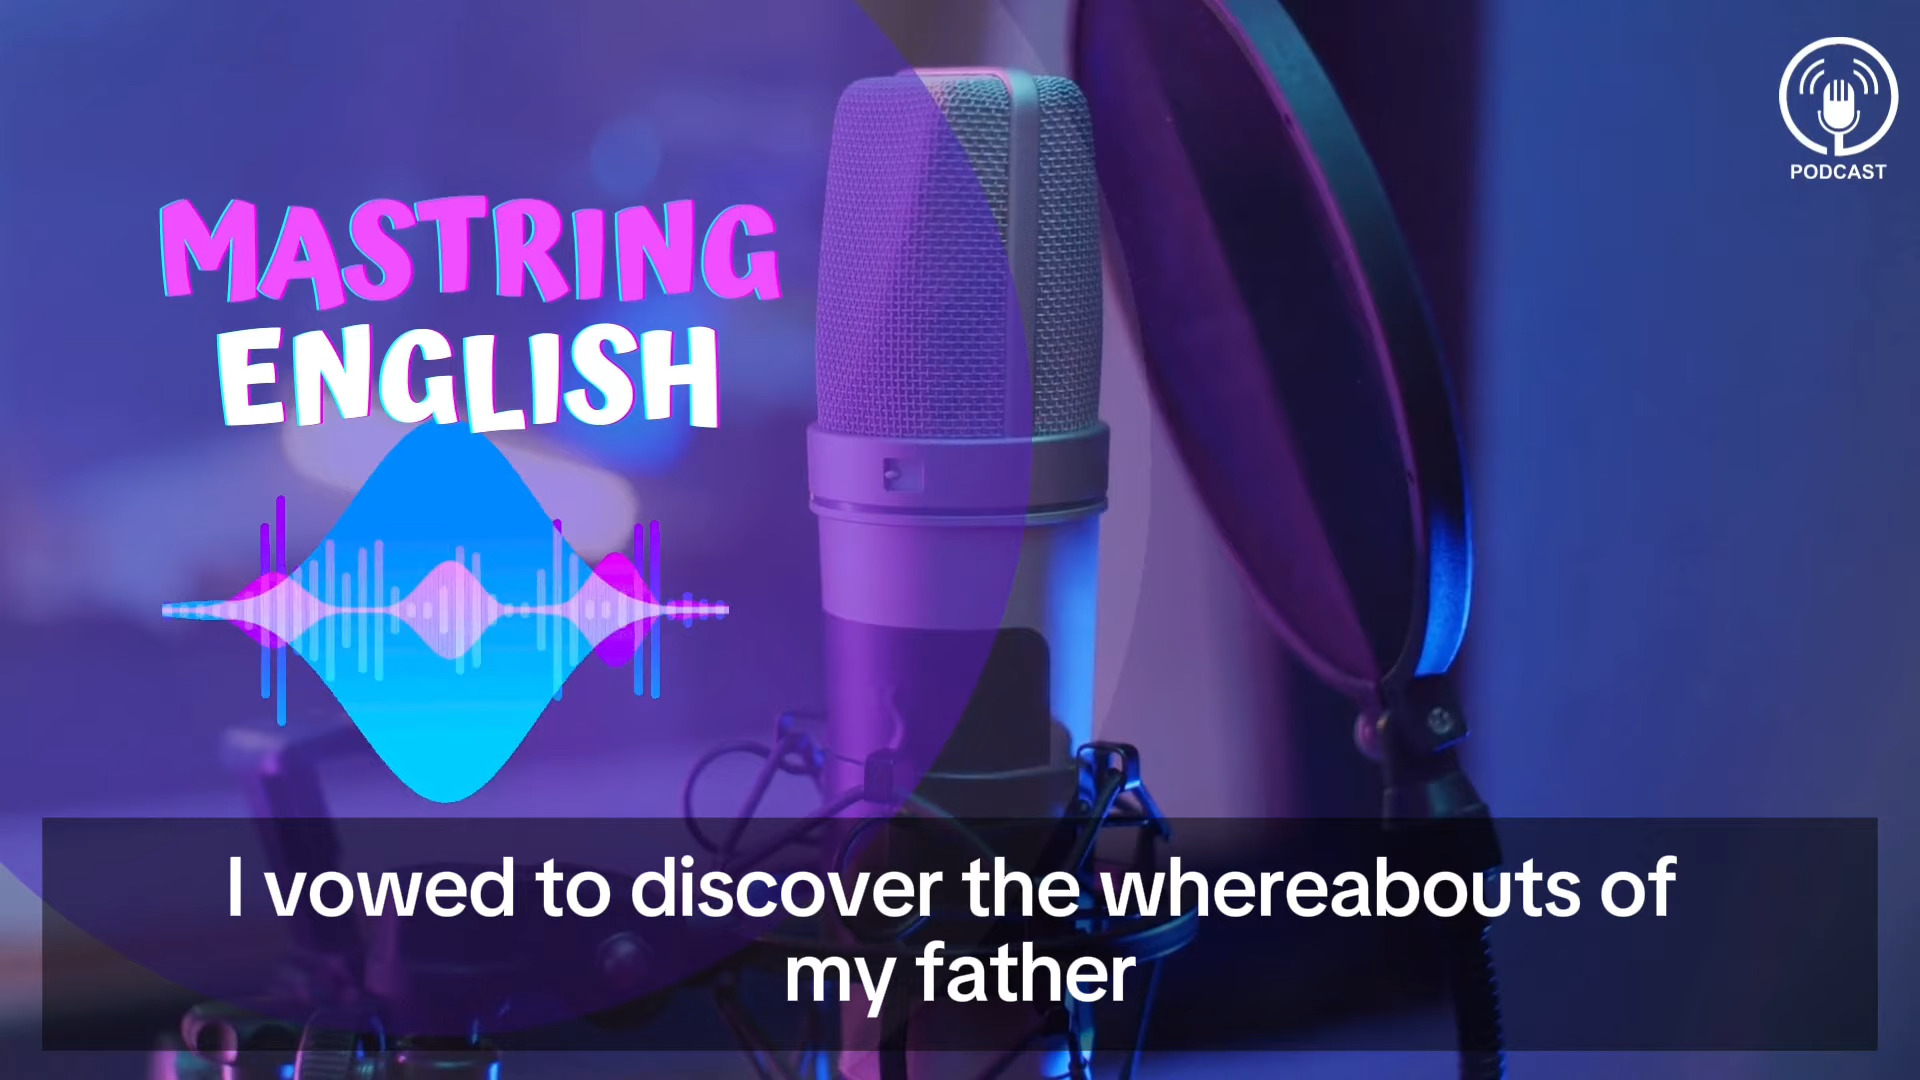 PODCAST
MASTRING
ENGLISH
I vowed to discover the whereabouts of
my father